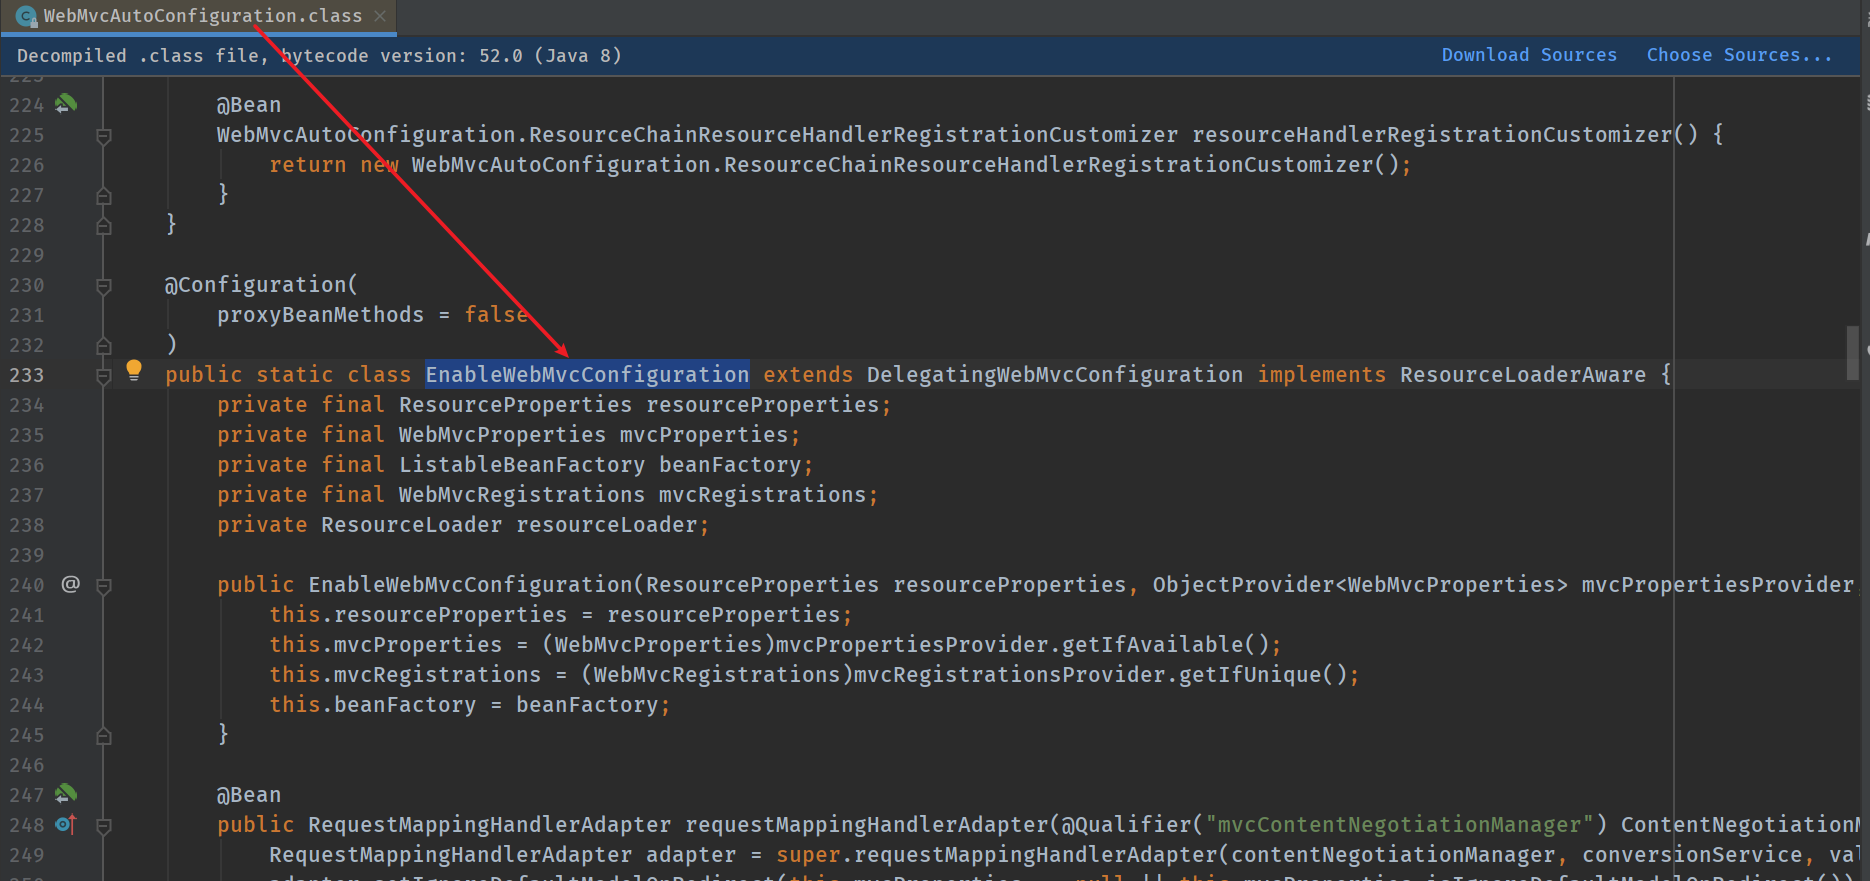 WebMvcAutoConfiguration.class
Decompiled .class file, bytecode version: 52.0 (Java 8) Download Sources Choose Sources...
223
224 @Bean
225 WebMvcAutoConfiguration.ResourceChainResourceHandlerRegistrationCustomizer resourceHandlerRegistrationCustomizer() {
226 return new WebMvcAutoConfiguration.ResourceChainResourceHandlerRegistrationCustomizer();
227 }
228 }
229
230 @Configuration(
231 proxyBeanMethods = false
232 )
233 public static class EnableWebMvcConfiguration extends DelegatingWebMvcConfiguration implements ResourceLoaderAware {
234 private final ResourceProperties resourceProperties;
235 private final WebMvcProperties mvcProperties;
236 private final ListableBeanFactory beanFactory;
237 private final WebMvcRegistrations mvcRegistrations;
238 private ResourceLoader resourceLoader;
239
240 public EnableWebMvcConfiguration(ResourceProperties resourceProperties, ObjectProvider<WebMvcProperties> mvcPropertiesProvider
241 this.resourceProperties = resourceProperties;
242 this.mvcProperties = (WebMvcProperties)mvcPropertiesProvider.getIfAvailable();
243 this.mvcRegistrations = (WebMvcRegistrations)mvcRegistrationsProvider.getIfUnique();
244 this.beanFactory = beanFactory;
245 }
246
247 @Bean
248 public RequestMappingHandlerAdapter requestMappingHandlerAdapter(@Qualifier("mvcContentNegotiationManager") ContentNegotiationM
249 RequestMappingHandlerAdapter adapter = super.requestMappingHandlerAdapter(contentNegotiationManager, conversionService, val